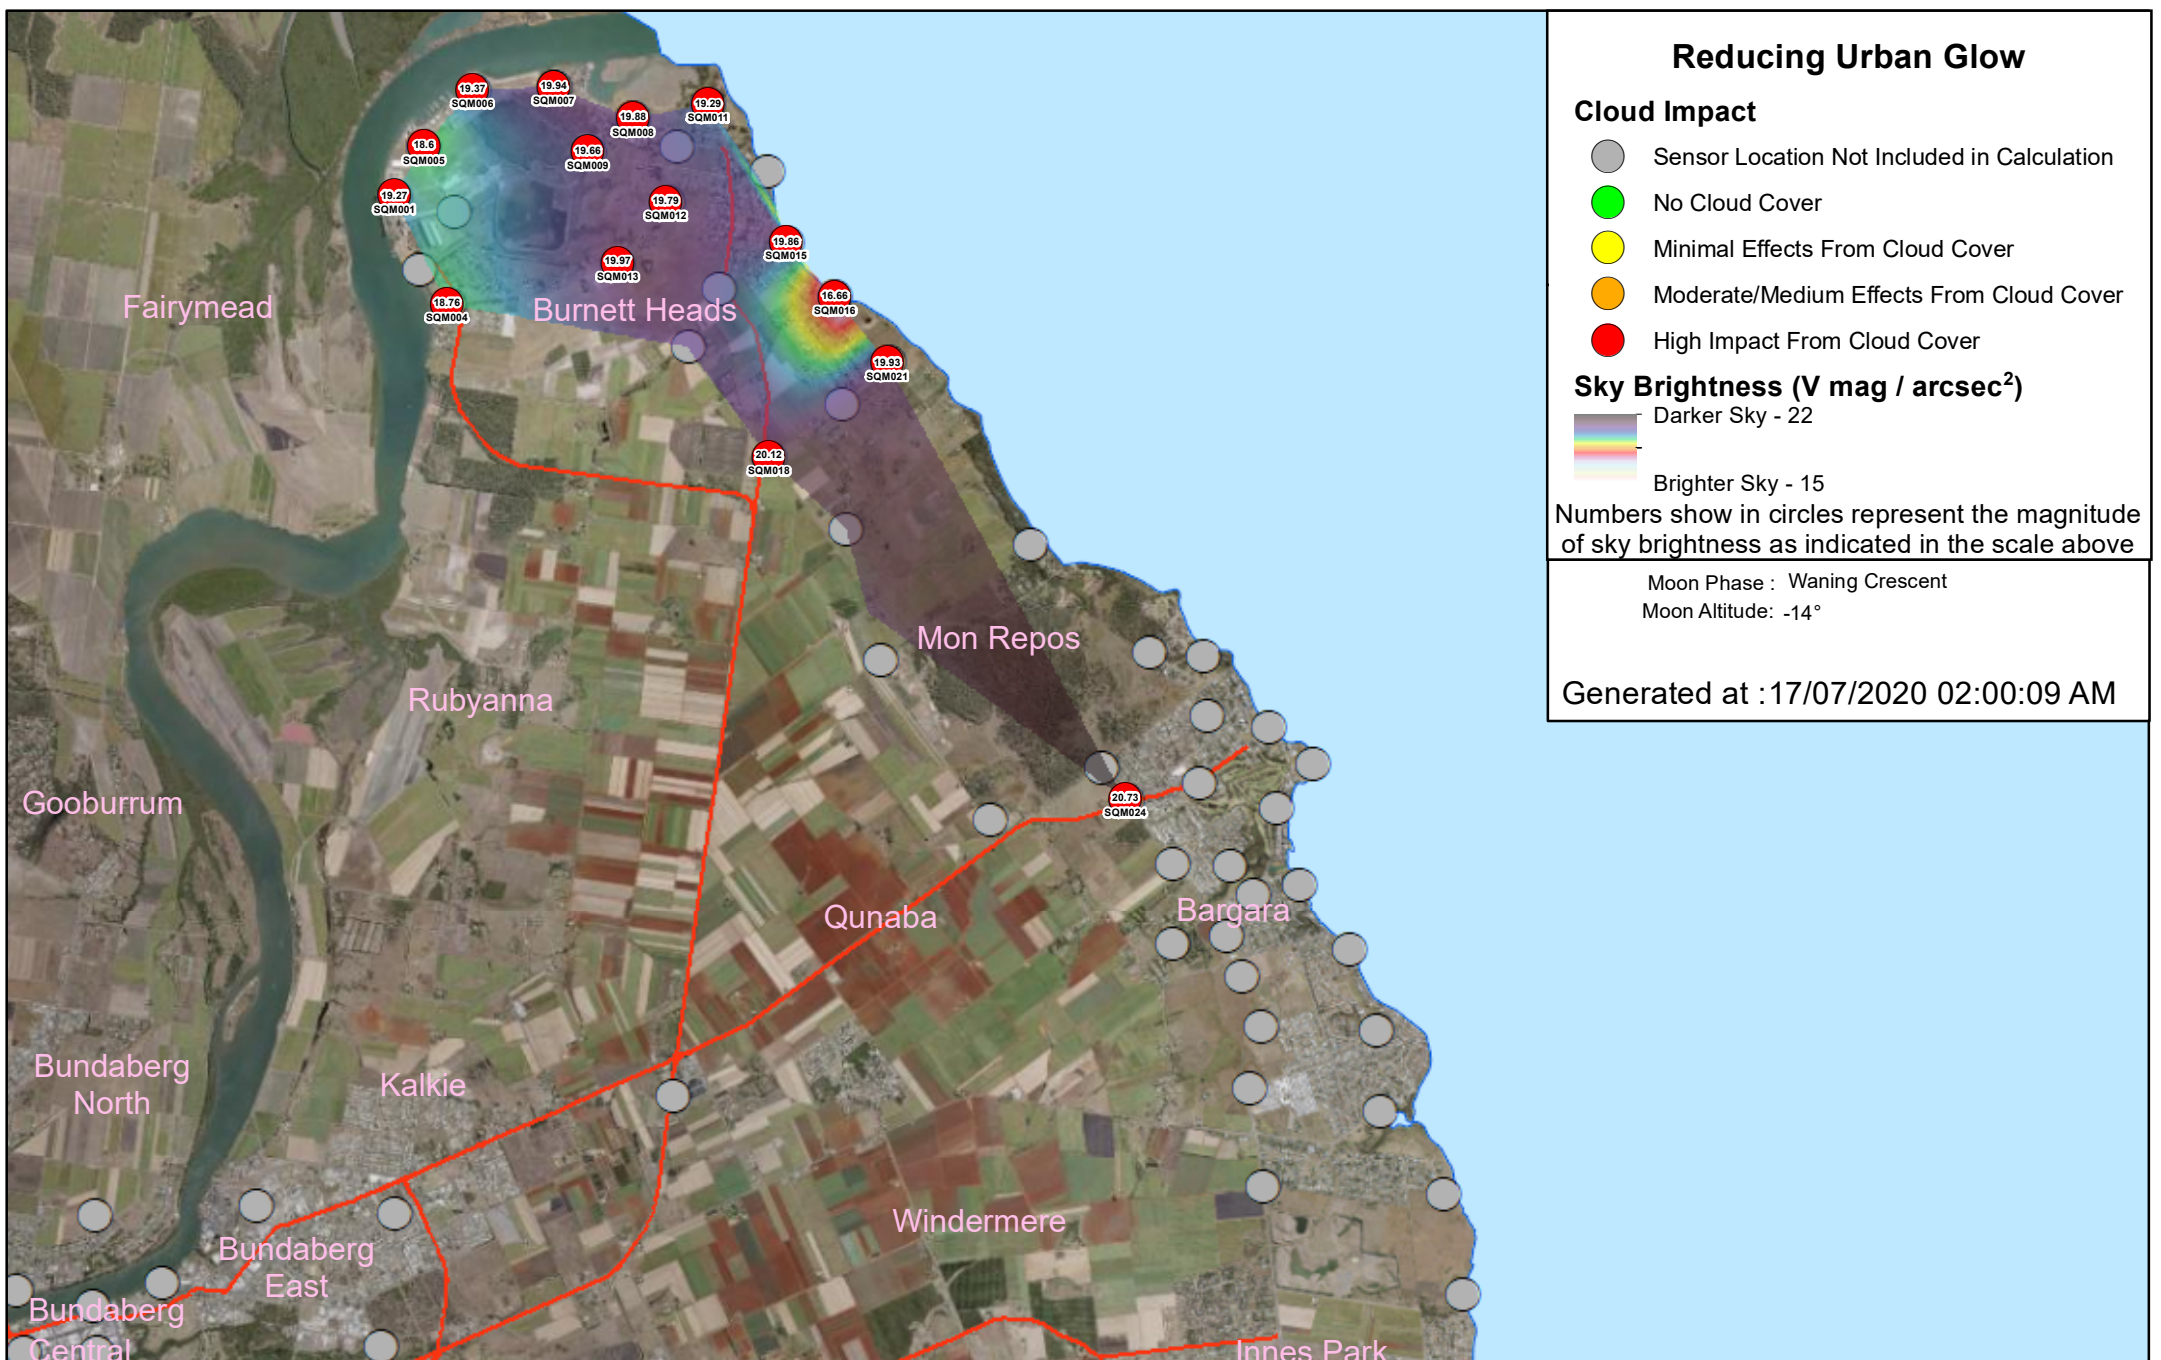 Reducing Urban Glow
Cloud Impact
Sensor Location Not Included in Calculation
No Cloud Cover
Minimal Effects From Cloud Cover
Moderate/Medium Effects From Cloud Cover
High Impact From Cloud Cover
Sky Brightness (V mag / arcsec²)
Darker Sky - 22
Brighter Sky - 15
Numbers show in circles represent the magnitude
of sky brightness as indicated in the scale above
Moon Phase : Waning Crescent
Moon Altitude: -14°
Generated at : 17/07/2020 02:00:09 AM
19.37
SQM006
19.94
SQM007
19.88
SQM008
19.29
SQM011
18.6
SQM005
19.66
SQM009
19.27
SQM001
19.79
SQM012
19.86
SQM015
19.97
SQM013
18.76
SQM004
16.66
SQM016
19.93
SQM021
20.12
SQM018
20.73
SQM024
Fairymead
Burnett Heads
Mon Repos
Rubyanna
Gooburrum
Qunaba
Bargara
Bundaberg
North
Kalkie
Windermere
Bundaberg
East
Bundaberg
Central
Innes Park